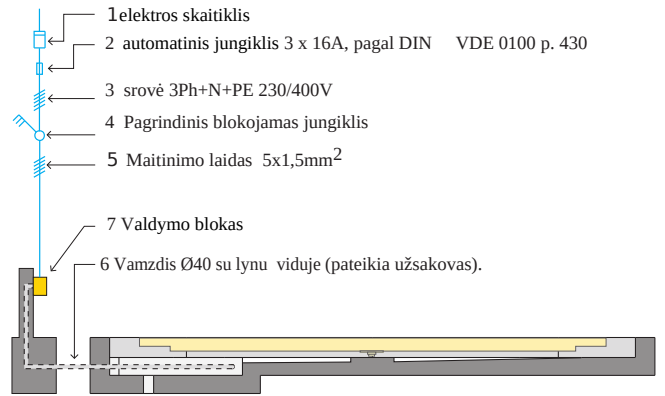 1elektros skaitiklis
2 automatinis jungiklis 3 x 16A, pagal DIN VDE 0100 p. 430
3 srovė 3Ph+N+PE 230/400V
4 Pagrindinis blokojamas jungiklis
5 Maitinimo laidas 5x1,5mm2
7 Valdymo blokas
6 Vamzdis Ø40 su lynu viduje (pateikia užsakovas).